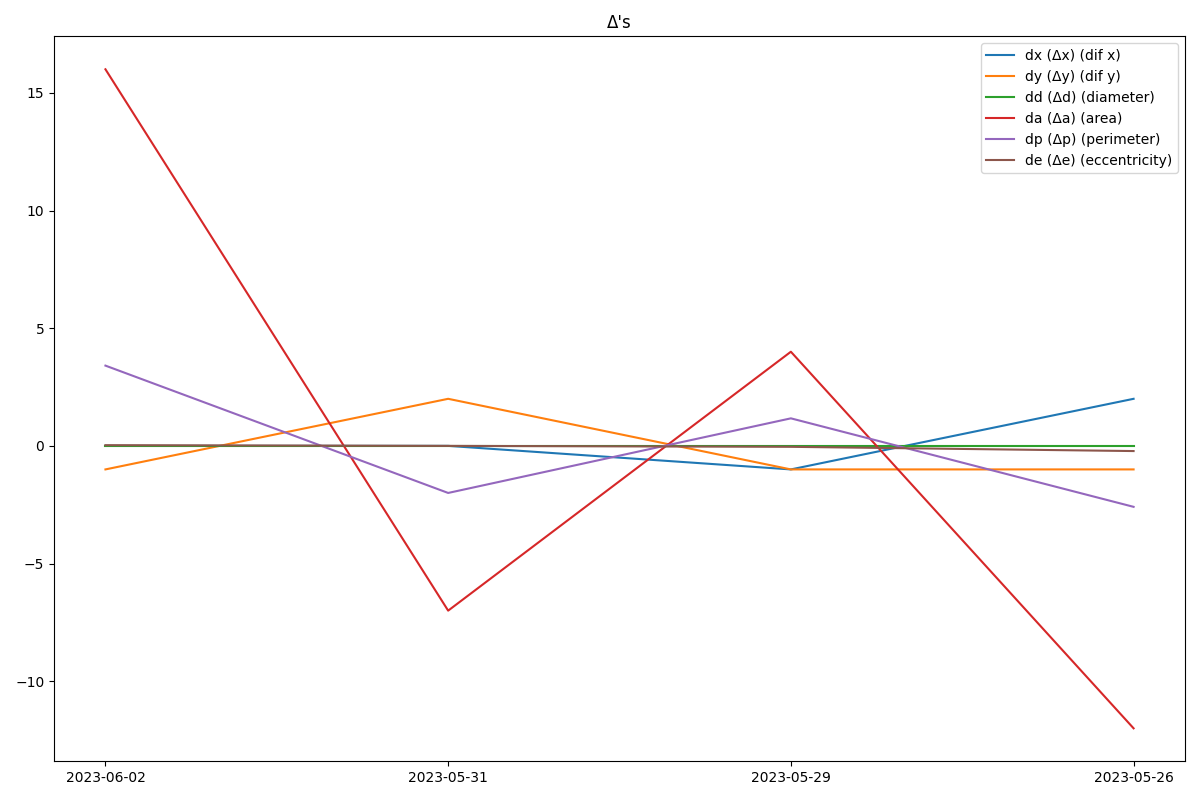 Δ's
dx (Δx) (dif x)
dy (Δy) (dif y)
dd (Δd) (diameter)
da (Δa) (area)
dp (Δp) (perimeter)
de (Δe) (eccentricity)
15
10
5
0
−5
−10
2023-06-02
2023-05-31
2023-05-29
2023-05-26